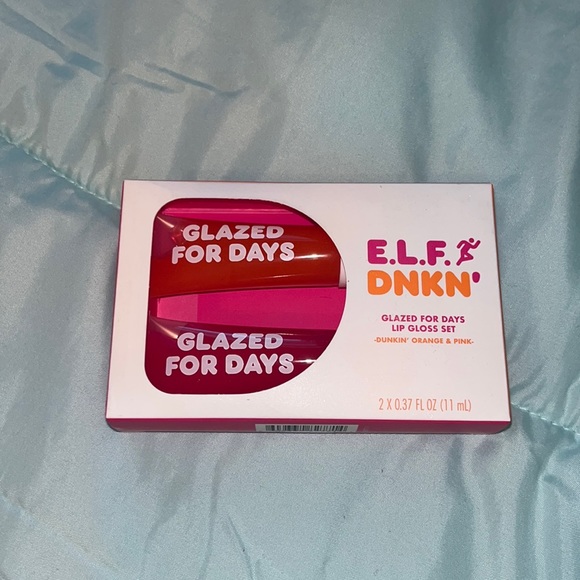 GLAZED
FOR DAYS
GLAZED
FOR DAYS
E.L.F.
DNKN'
GLAZED FOR DAYS
LIP GLOSS SET
-DUNKIN' ORANGE & PINK-
2 X 0.37 FL OZ (11 mL)